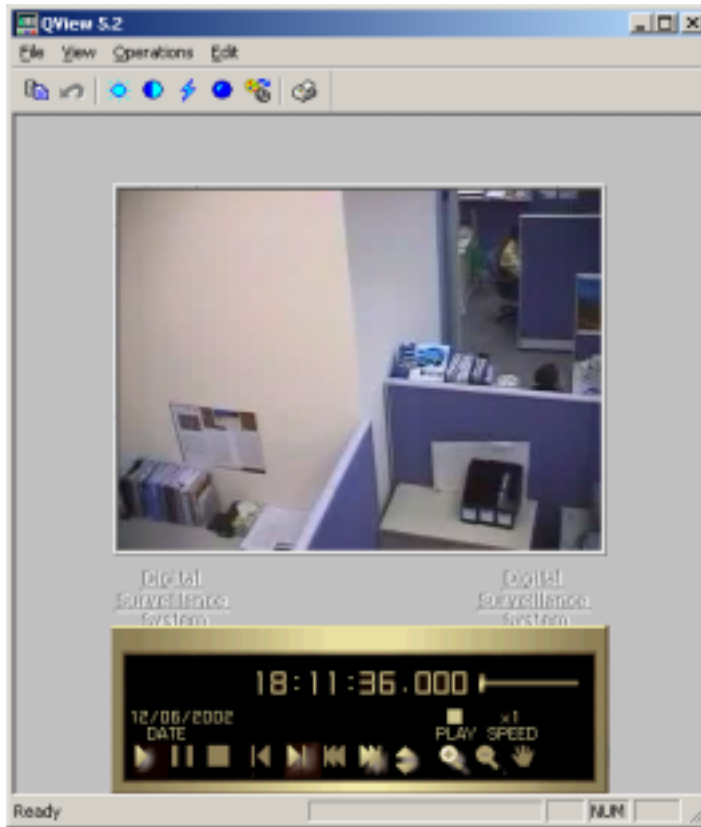 QView 5.2
File View Operations Edit
Digital Surveillance System
Digital Surveillance System
18:11:36.000
12/06/2002
DATE
x1
PLAY SPEED
Ready
NUM